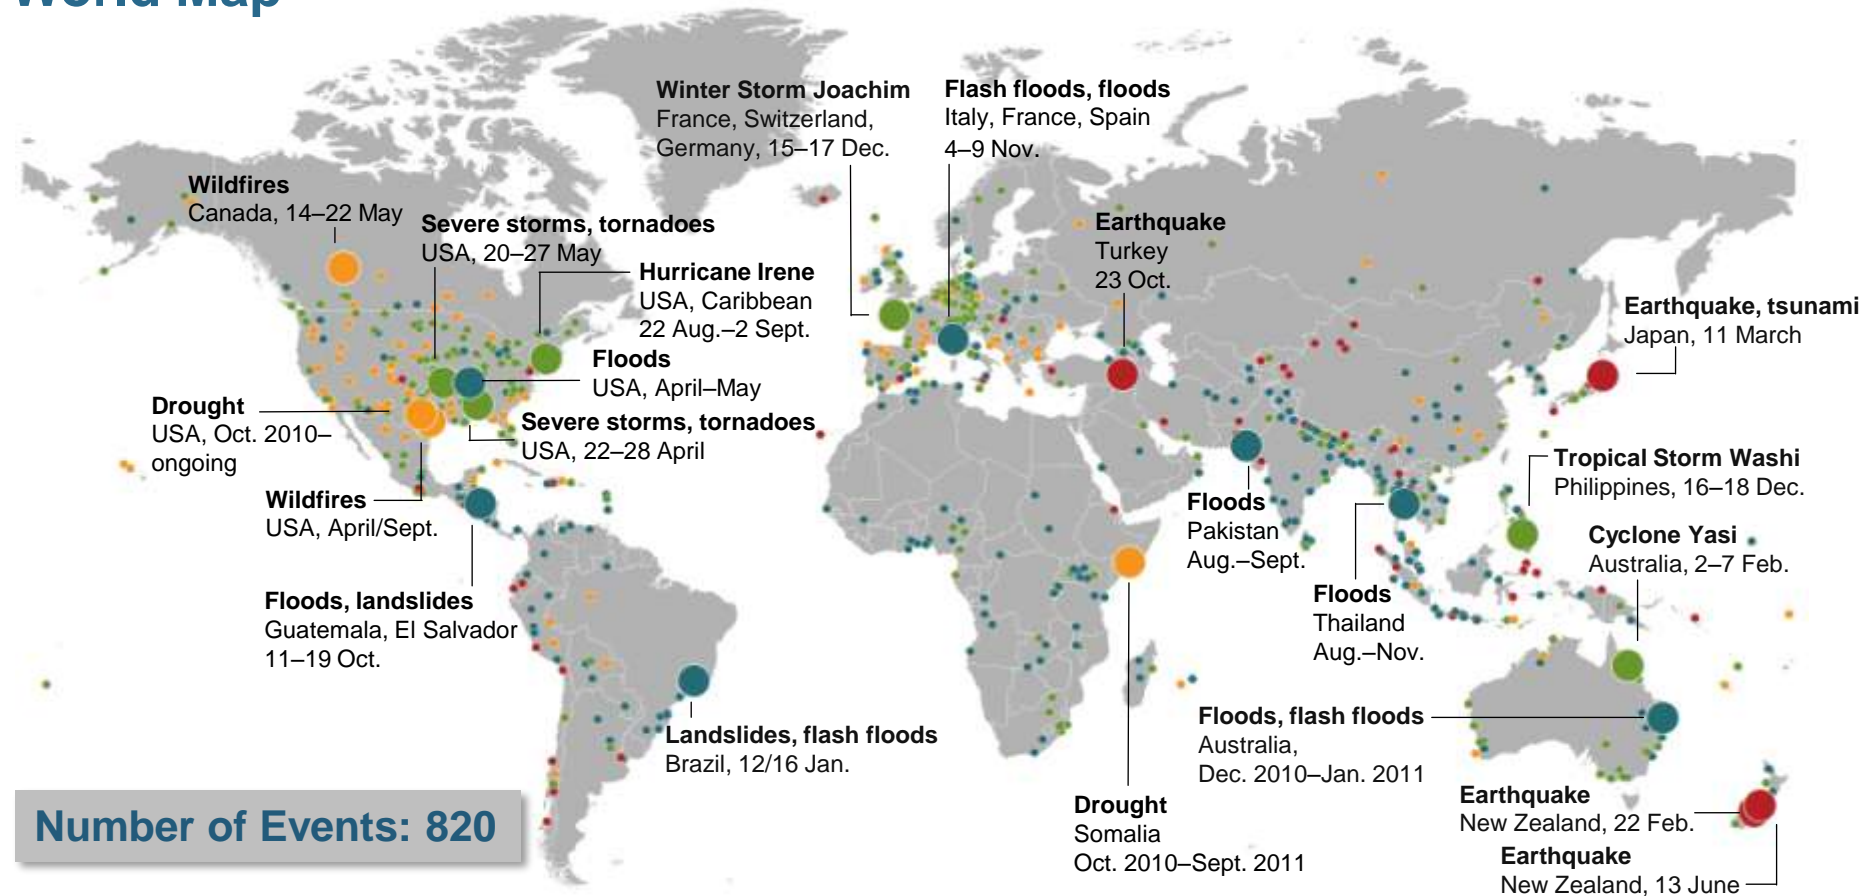 World Map
Winter Storm Joachim
France, Switzerland,
Germany, 15–17 Dec.
Flash floods, floods
Italy, France, Spain
4–9 Nov.
Wildfires
Canada, 14–22 May
Severe storms, tornadoes
USA, 20–27 May
Earthquake
Turkey
23 Oct.
Hurricane Irene
USA, Caribbean
22 Aug.–2 Sept.
Earthquake, tsunami
Japan, 11 March
Floods
USA, April–May
Drought
USA, Oct. 2010–
ongoing
Severe storms, tornadoes
USA, 22–28 April
Tropical Storm Washi
Philippines, 16–18 Dec.
Wildfires
USA, April/Sept.
Floods
Pakistan
Aug.–Sept.
Cyclone Yasi
Australia, 2–7 Feb.
Floods, landslides
Guatemala, El Salvador
11–19 Oct.
Floods
Thailand
Aug.–Nov.
Landslides, flash floods
Brazil, 12/16 Jan.
Floods, flash floods
Australia,
Dec. 2010–Jan. 2011
Drought
Somalia
Oct. 2010–Sept. 2011
Earthquake
New Zealand, 22 Feb.
Earthquake
New Zealand, 13 June
Number of Events: 820